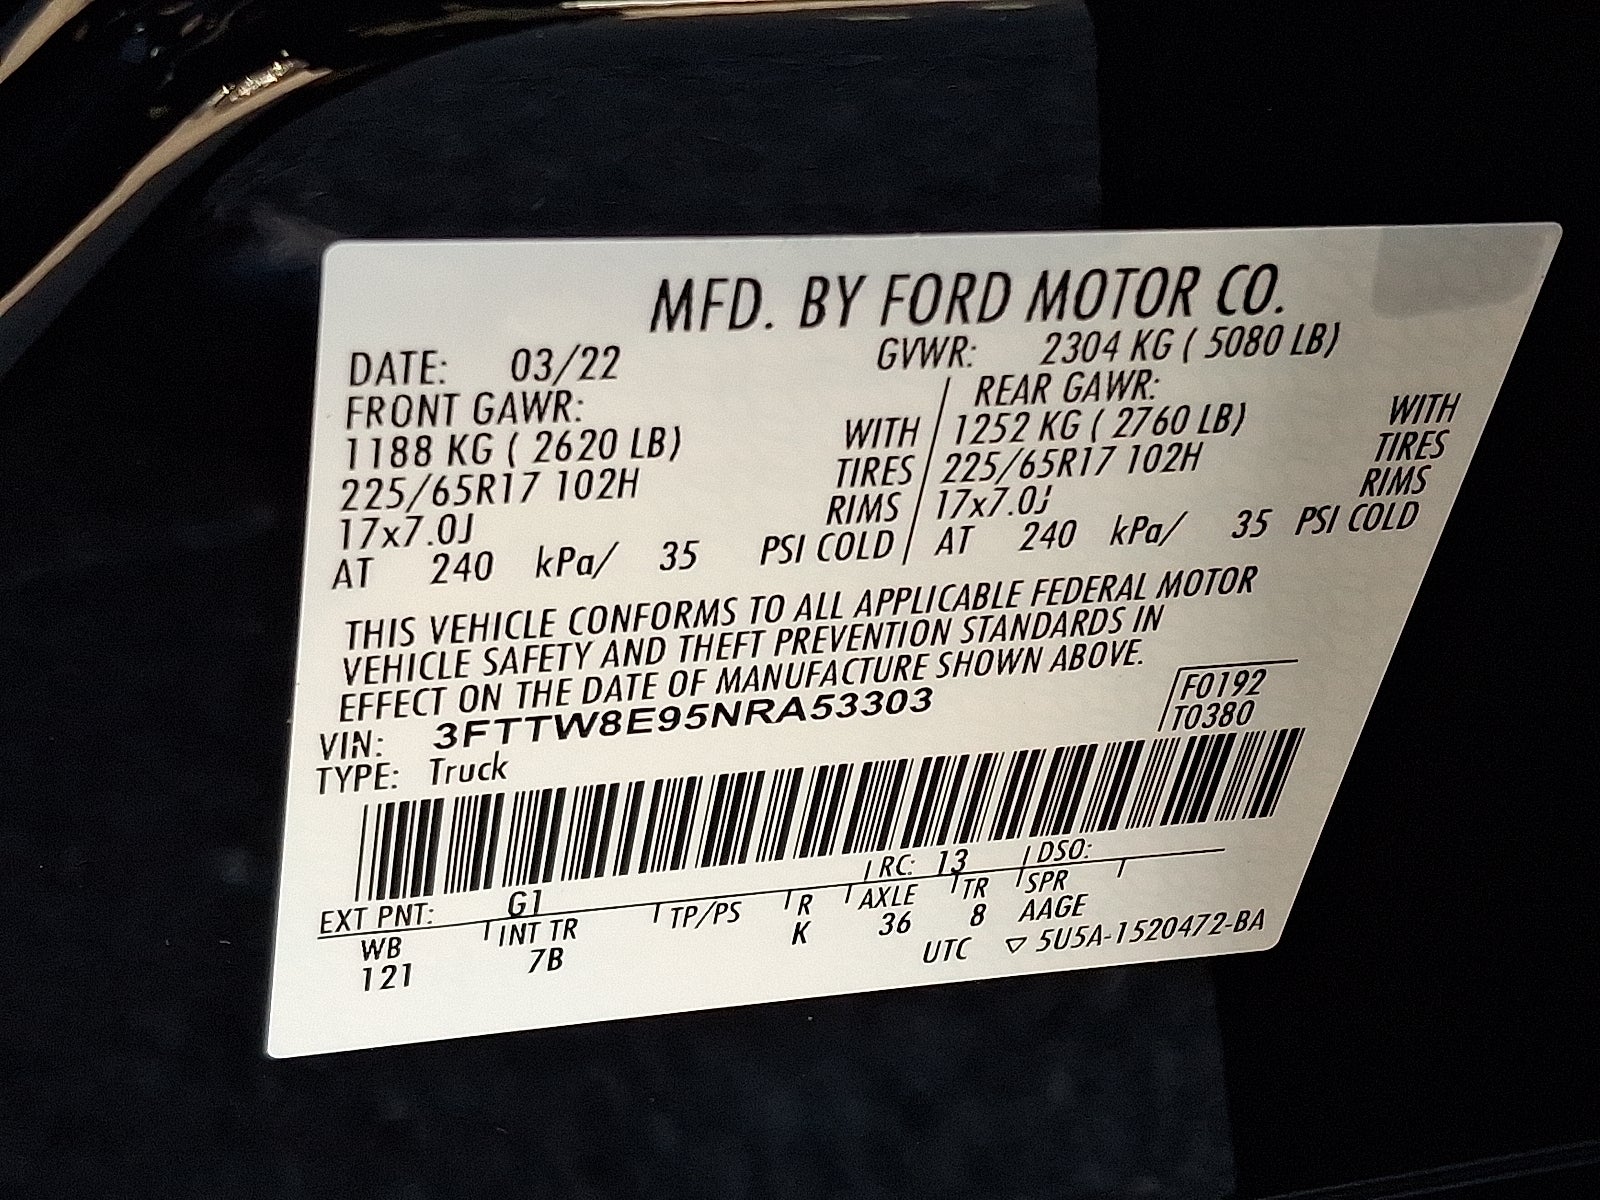 MFD. BY FORD MOTOR CO.
DATE: 03/22 GVWR: 2304 KG ( 5080 LB)
FRONT GAWR: REAR GAWR:
1188 KG ( 2620 LB) WITH 1252 KG ( 2760 LB) WITH
225/65R17 102H TIRES 225/65R17 102H TIRES
17x7.0J RIMS 17x7.0J RIMS
AT 240 kPa/ 35 PSI COLD AT 240 kPa/ 35 PSI COLD
THIS VEHICLE CONFORMS TO ALL APPLICABLE FEDERAL MOTOR
VEHICLE SAFETY AND THEFT PREVENTION STANDARDS IN
EFFECT ON THE DATE OF MANUFACTURE SHOWN ABOVE.
VIN: 3FTTW8E95NRA53303 F0192
TYPE: Truck T0380
EXT PNT: G1 RC: 13 DSO:
WB INT TR TP/PS R AXLE TR SPR
121 7B K 36 8 AAGE
UTC ▽ 5U5A-1520472-BA